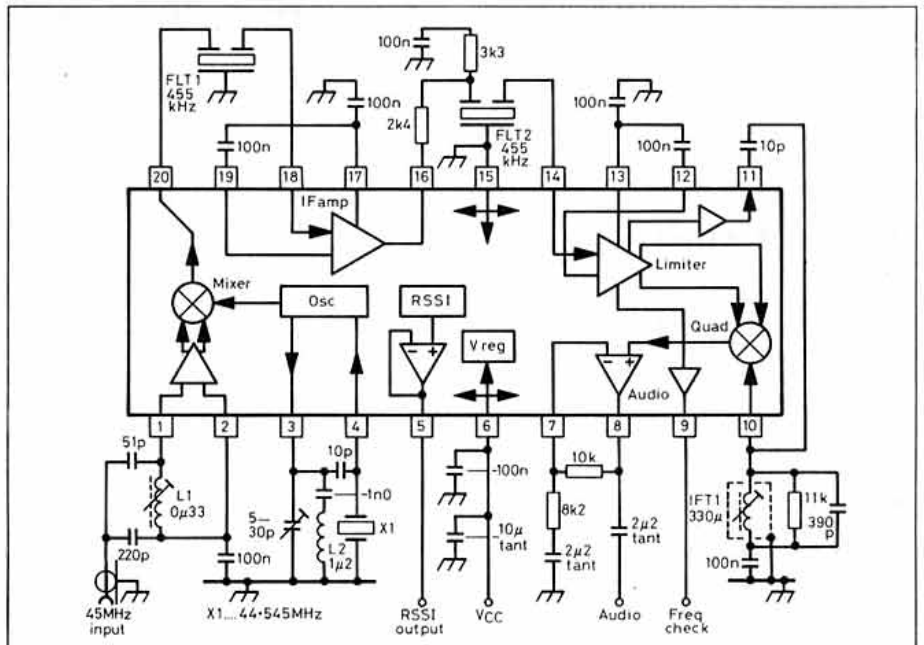 100n
3k3
FLT1
455
kHz
100n
100n
100n
2k4
FLT2
455
kHz
100n
100n
10p
20
19
18
17
16
15
14
13
12
11
IFamp
Limiter
Mixer
Osc
RSSI
V reg
Quad
Audio
1
2
3
4
5
6
7
8
9
10
51p
L1
0μ33
220p
100n
5—
30p
10p
1n0
L2
1μ2
X1
100n
10μ
tant
10k
8k2
2μ2
tant
2μ2
tant
IFT1
330μ
11k
390
p
100n
45MHz
input
X1.... 44·545MHz
RSSI
output
VCC
Audio
Freq
check